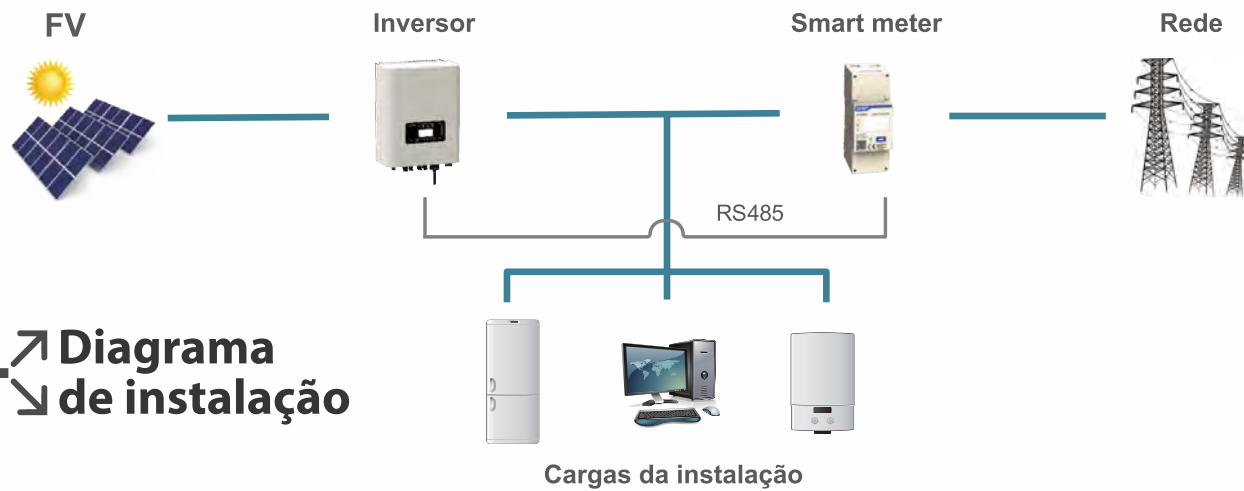 FV
Inversor
Smart meter
Rede
RS485
Diagrama
de instalação
Cargas da instalação